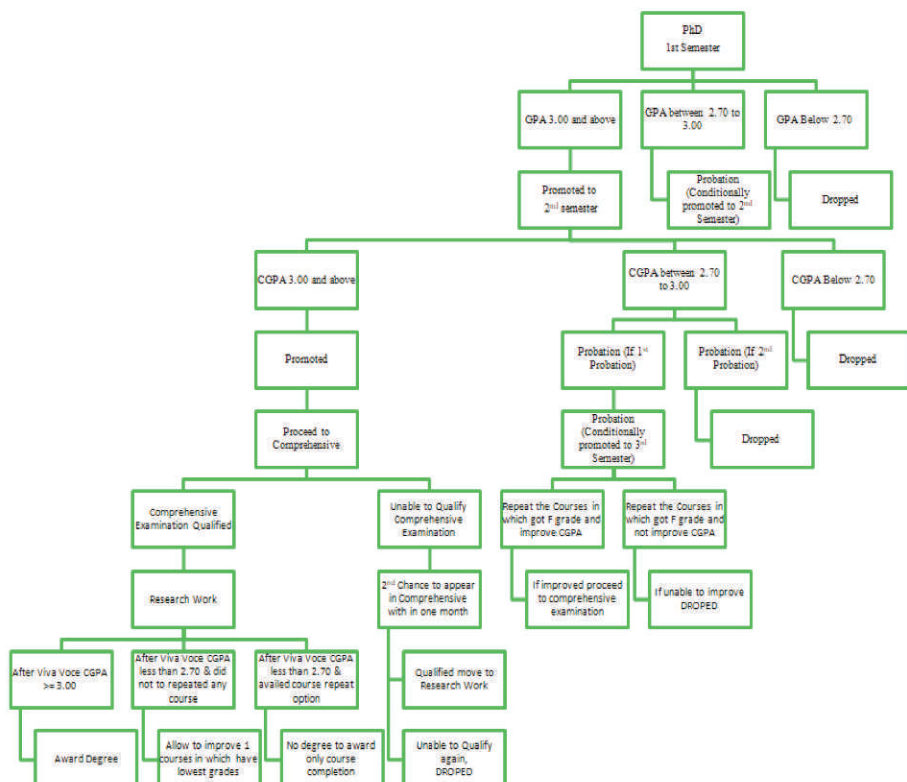 PhD
1st Semester
GPA 3.00 and above
GPA between 2.70 to
3.00
GPA Below 2.70
Promoted to
2nd semester
Probation
(Conditionally
promoted to 2nd
Semester)
Dropped
CGPA 3.00 and above
CGPA between 2.70
to 3.00
CGPA Below 2.70
Promoted
Probation (If 1st
Probation)
Probation (If 2nd
Probation)
Dropped
Proceed to
Comprehensive
Probation
(Conditionally
promoted to 3rd
Semester)
Dropped
Comprehensive
Examination Qualified
Unable to Qualify
Comprehensive
Examination
Repeat the Courses in
which got F grade and
improve CGPA
Repeat the Courses in
which got F grade and
not improve CGPA
Research Work
2nd Chance to appear
in Comprehensive
with in one month
If improved proceed
to comprehensive
examination
If unable to improve
DROPED
After Viva Voce CGPA
>= 3.00
After Viva Voce CGPA
less than 2.70 & did
not to repeated any
course
After Viva Voce CGPA
less than 2.70 &
availed course repeat
option
Qualified move to
Research Work
Award Degree
Allow to improve 1
courses in which have
lowest grades
No degree to award
only course
completion
Unable to Qualify
again,
DROPED